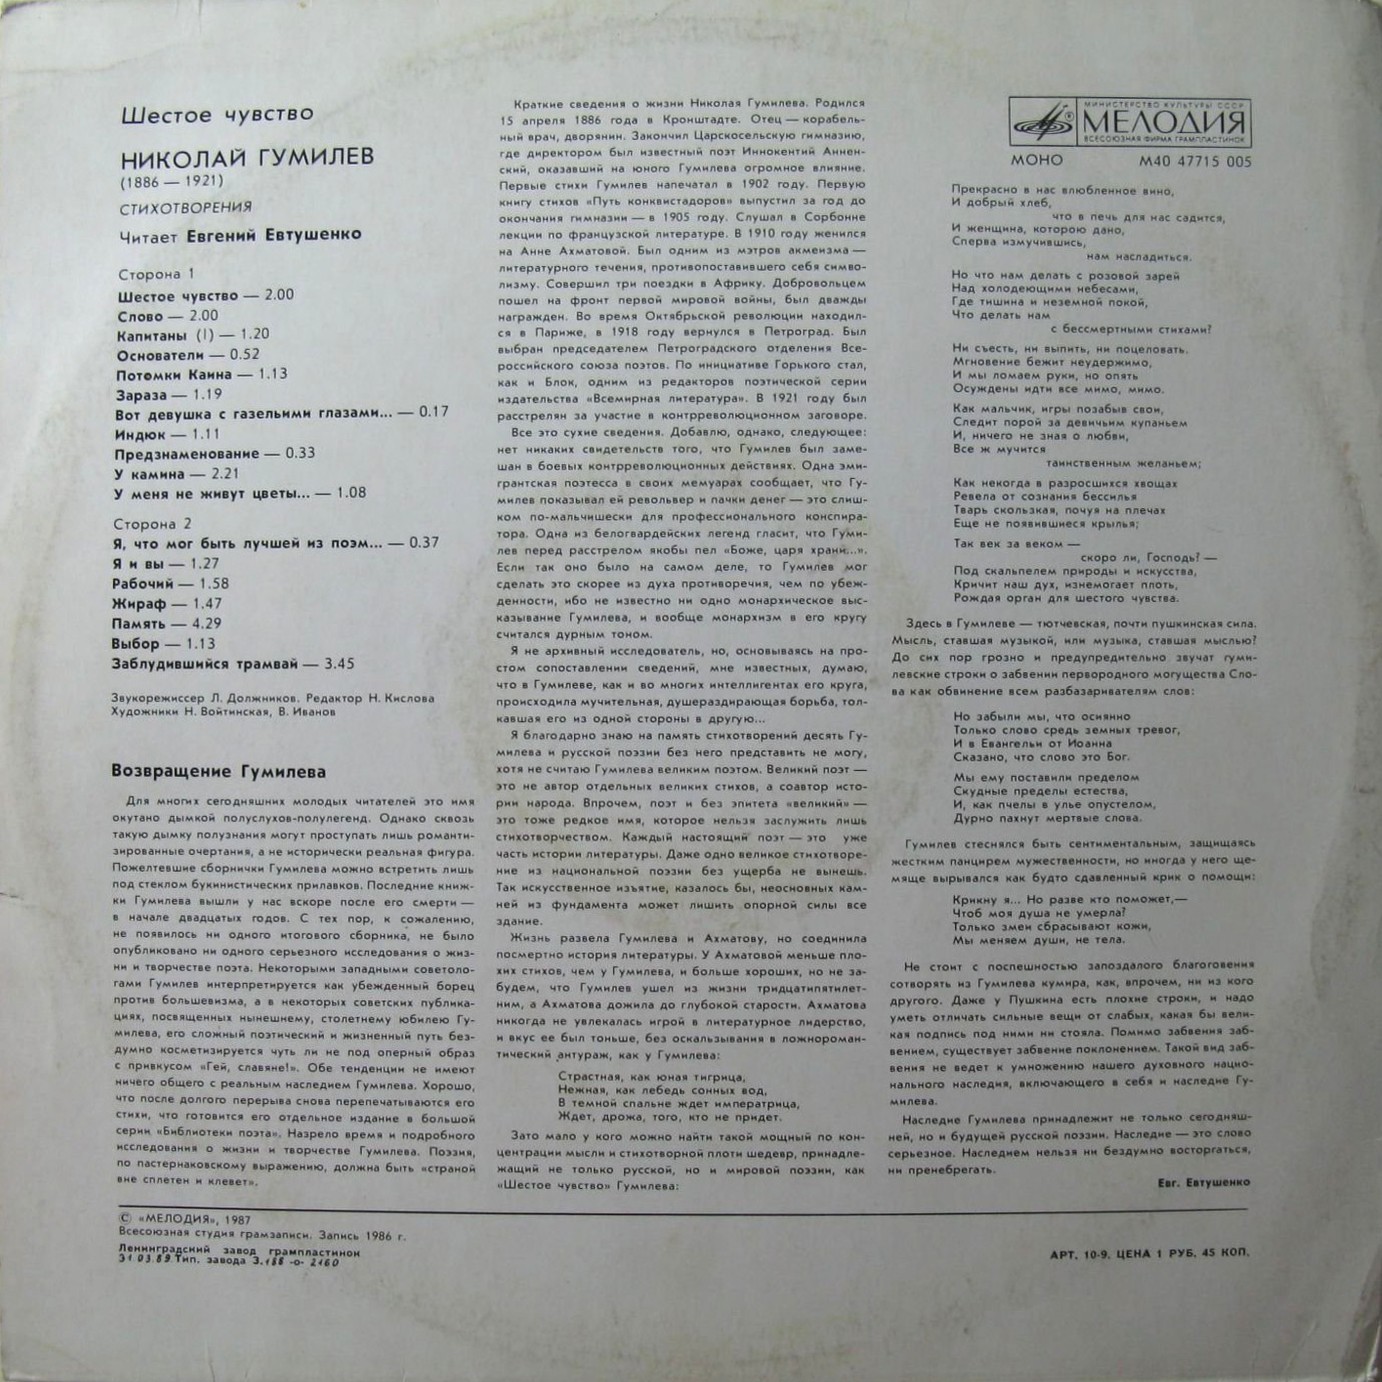 Шестое чувство
НИКОЛАЙ ГУМИЛЕВ
(1886 — 1921)
СТИХОТВОРЕНИЯ
Читает Евгений Евтушенко
Сторона 1
Шестое чувство — 2.00
Слово — 2.00
Капитаны (I) — 1.20
Основатели — 0.52
Потомки Каина — 1.13
Зараза — 1.19
Вот девушка с газельими глазами... — 0.17
Индюк — 1.11
Предзнаменование — 0.33
У камина — 2.21
У меня не живут цветы... — 1.08
Сторона 2
Я, что мог быть лучшей из поэм... — 0.37
Я и вы — 1.27
Рабочий — 1.58
Жираф — 1.47
Память — 4.29
Выбор — 1.13
Заблудившийся трамвай — 3.45
Звукорежиссер Л. Должников. Редактор Н. Кислова
Художники Н. Войтинская, В. Иванов
Возвращение Гумилева
Для многих сегодняшних молодых читателей это имя
окутано дымкой полуслухов-полулегенд. Однако сквозь
такую дымку полузнания могут проступать лишь романти-
зированные очертания, а не исторически реальная фигура.
Пожелтевшие сборнички Гумилева можно встретить лишь
под стеклом букинистических прилавков. Последние книж-
ки Гумилева вышли у нас вскоре после его смерти —
в начале двадцатых годов. С тех пор, к сожалению,
не появилось ни одного итогового сборника, не было
опубликовано ни одного серьезного исследования о жиз-
ни и творчестве поэта. Некоторыми западными советоло-
гами Гумилев интерпретируется как убежденный борец
против большевизма, а в некоторых советских публика-
циях, посвященных нынешнему, столетнему юбилею Гу-
милева, его сложный поэтический и жизненный путь без-
думно косметизируется чуть ли не под оперный образ
с привкусом «Гей, славяне!». Обе тенденции не имеют
ничего общего с реальным наследием Гумилева. Хорошо,
что после долгого перерыва снова перепечатываются его
стихи, что готовится его отдельное издание в большой
серии «Библиотеки поэта». Назрело время и подробного
исследования о жизни и творчестве Гумилева. Поэзия,
по пастернаковскому выражению, должна быть «страной
вне сплетен и клевет».
Краткие сведения о жизни Николая Гумилева. Родился
15 апреля 1886 года в Кронштадте. Отец — корабель-
ный врач, дворянин. Закончил Царскосельскую гимназию,
где директором был известный поэт Иннокентий Аннен-
ский, оказавший на юного Гумилева огромное влияние.
Первые стихи Гумилев напечатал в 1902 году. Первую
книгу стихов «Путь конквистадоров» выпустил за год до
окончания гимназии — в 1905 году. Слушал в Сорбонне
лекции по французской литературе. В 1910 году женился
на Анне Ахматовой. Был одним из мэтров акмеизма —
литературного течения, противопоставившего себя симво-
лизму. Совершил три поездки в Африку. Добровольцем
пошел на фронт первой мировой войны, был дважды
награжден. Во время Октябрьской революции находил-
ся в Париже, в 1918 году вернулся в Петроград. Был
выбран председателем Петроградского отделения Все-
российского союза поэтов. По инициативе Горького стал,
как и Блок, одним из редакторов поэтической серии
издательства «Всемирная литература». В 1921 году был
расстрелян за участие в контрреволюционном заговоре.
Все это сухие сведения. Добавлю, однако, следующее:
нет никаких свидетельств того, что Гумилев был заме-
шан в боевых контрреволюционных действиях. Одна эми-
грантская поэтесса в своих мемуарах сообщает, что Гу-
милев показывал ей револьвер и пачки денег — это слиш-
ком по-мальчишески для профессионального конспира-
тора. Одна из белогвардейских легенд гласит, что Гуми-
лев перед расстрелом якобы пел «Боже, царя храни...».
Если так оно было на самом деле, то Гумилев мог
сделать это скорее из духа противоречия, чем по убеж-
денности, ибо не известно ни одно монархическое выс-
казывание Гумилева, и вообще монархизм в его кругу
считался дурным тоном.
Я не архивный исследователь, но, основываясь на про-
стом сопоставлении сведений, мне известных, думаю,
что в Гумилеве, как и во многих интеллигентах его круга,
происходила мучительная, душераздирающая борьба, тол-
кавшая его из одной стороны в другую...
Я благодарно знаю на память стихотворений десять Гу-
милева и русской поэзии без него представить не могу,
хотя не считаю Гумилева великим поэтом. Великий поэт —
это не автор отдельных великих стихов, а соавтор исто-
рии народа. Впрочем, поэт и без эпитета «великий» —
это тоже редкое имя, которое нельзя заслужить лишь
стихотворчеством. Каждый настоящий поэт — это уже
часть истории литературы. Даже одно великое стихотворе-
ние из национальной поэзии без ущерба не вынешь.
Так искусственное изъятие, казалось бы, неосновных кам-
ней из фундамента может лишить опорной силы все
здание.
Жизнь развела Гумилева и Ахматову, но соединила
посмертно история литературы. У Ахматовой меньше пло-
хих стихов, чем у Гумилева, и больше хороших, но не за-
будем, что Гумилев ушел из жизни тридцатипятилет-
ним, а Ахматова дожила до глубокой старости. Ахматова
никогда не увлекалась игрой в литературное лидерство,
и вкус ее был тоньше, без оскальзывания в ложнороман-
тический антураж, как у Гумилева:
Страстная, как юная тигрица,
Нежная, как лебедь сонных вод,
В темной спальне ждет императрица,
Ждет, дрожа, того, кто не придет.
Зато мало у кого можно найти такой мощный по кон-
центрации мысли и стихотворной плоти шедевр, принадле-
жащий не только русской, но и мировой поэзии, как
«Шестое чувство» Гумилева:
МИНИСТЕРСТВО КУЛЬТУРЫ СССР
МЕЛОДИЯ
ВСЕСОЮЗНАЯ ФИРМА ГРАМПЛАСТИНОК
МОНО М40 47715 005
Прекрасно в нас влюбленное вино,
И добрый хлеб,
что в печь для нас садится,
И женщина, которою дано,
Сперва измучившись,
нам насладиться.
Но что нам делать с розовой зарей
Над холодеющими небесами,
Где тишина и неземной покой,
Что делать нам
с бессмертными стихами?
Ни съесть, ни выпить, ни поцеловать.
Мгновение бежит неудержимо,
И мы ломаем руки, но опять
Осуждены идти все мимо, мимо.
Как мальчик, игры позабыв свои,
Следит порой за девичьим купаньем
И, ничего не зная о любви,
Все ж мучится
таинственным желаньем;
Как некогда в разросшихся хвощах
Ревела от сознания бессилья
Тварь скользкая, почуя на плечах
Еще не появившиеся крылья;
Так век за веком —
скоро ли, Господь? —
Под скальпелем природы и искусства,
Кричит наш дух, изнемогает плоть,
Рождая орган для шестого чувства.
Здесь в Гумилеве — тютчевская, почти пушкинская сила.
Мысль, ставшая музыкой, или музыка, ставшая мыслью?
До сих пор грозно и предупредительно звучат гуми-
левские строки о забвении первородного могущества Сло-
ва как обвинение всем разбазаривателям слов:
Но забыли мы, что осиянно
Только слово средь земных тревог,
И в Евангельи от Иоанна
Сказано, что слово это Бог.
Мы ему поставили пределом
Скудные пределы естества,
И, как пчелы в улье опустелом,
Дурно пахнут мертвые слова.
Гумилев стеснялся быть сентиментальным, защищаясь
жестким панцирем мужественности, но иногда у него ще-
мяще вырывался как будто сдавленный крик о помощи:
Крикну я... Но разве кто поможет,—
Чтоб моя душа не умерла?
Только змеи сбрасывают кожи,
Мы меняем души, не тела.
Не стоит с поспешностью запоздалого благоговения
сотворять из Гумилева кумира, как, впрочем, ни из кого
другого. Даже у Пушкина есть плохие строки, и надо
уметь отличать сильные вещи от слабых, какая бы вели-
кая подпись под ними ни стояла. Помимо забвения заб-
вением, существует забвение поклонением. Такой вид заб-
вения не ведет к умножению нашего духовного нацио-
нального наследия, включающего в себя и наследие Гу-
милева.
Наследие Гумилева принадлежит не только сегодняш-
ней, но и будущей русской поэзии. Наследие — это слово
серьезное. Наследием нельзя ни бездумно восторгаться,
ни пренебрегать.
Евг. Евтушенко
© «МЕЛОДИЯ», 1987
Всесоюзная студия грамзаписи. Запись 1986 г.
Ленинградский завод грампластинок
31 03 89 Тип. завода З. -о- 2160
АРТ. 10-9. ЦЕНА 1 РУБ. 45 КОП.